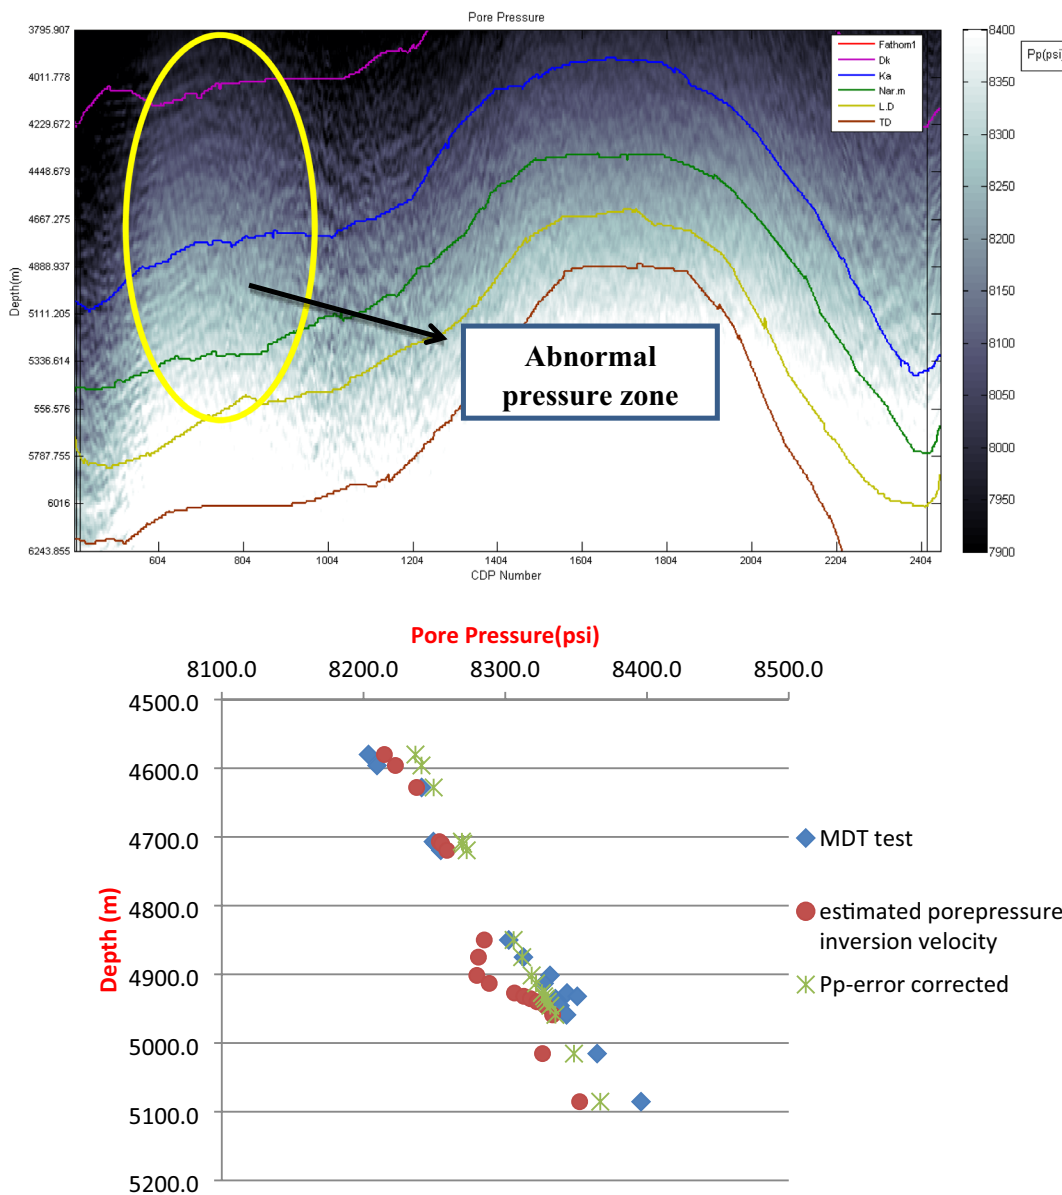 Pore Pressure
3795.907
4011.778
4229.672
4448.679
4667.275
4888.937
5111.205
5336.614
556.576
5787.755
6016
6243.855
Depth(m)
604
804
1004
1204
1404
1604
1804
2004
2204
2404
CDP Number
Fathom1
Dk
Ka
Nar.m
L.D
TD
Abnormal
pressure zone
8400
8300
8350
8200
8250
8100
8050
8000
7950
7900
Pp(psi
Pore Pressure(psi)
8100.0 8200.0 8300.0 8400.0 8500.0
4500.0
4600.0
4700.0
4800.0
4900.0
5000.0
5100.0
5200.0
Depth (m)
MDT test
estimated porepressure
inversion velocity
Pp-error corrected